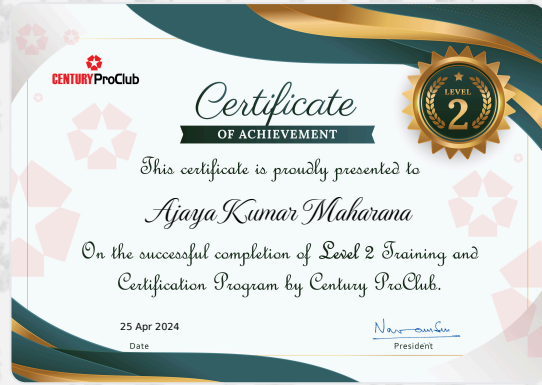 CENTURY ProClub
LEVEL
2
Certificate
OF ACHIEVEMENT
This certificate is proudly presented to
Ajaya Kumar Maharana
On the successful completion of Level 2 Training and
Certification Program by Century ProClub.
25 Apr 2024
Date
President